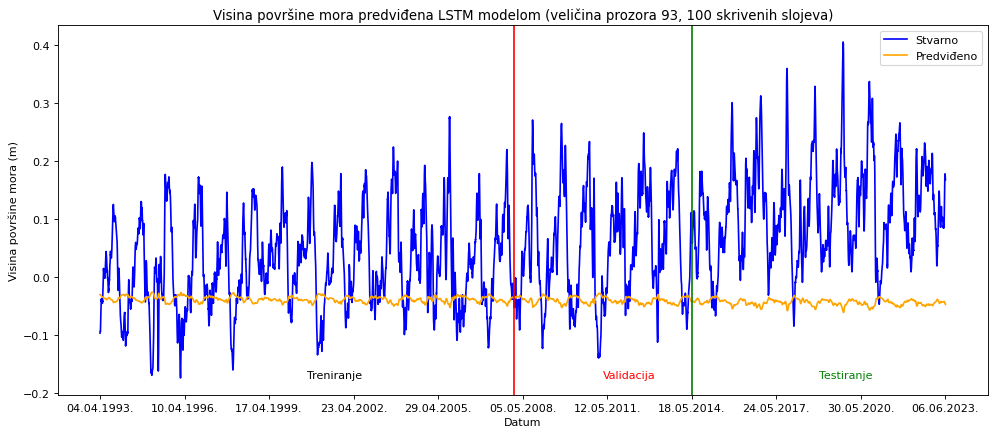 Visina površine mora predviđena LSTM modelom (veličina prozora 93, 100 skrivenih slojeva)
Stvarno
Predviđeno
Visina površine mora (m)
0.4
0.3
0.2
0.1
0.0
−0.1
−0.2
Treniranje
Validacija
Testiranje
04.04.1993.
10.04.1996.
17.04.1999.
23.04.2002.
29.04.2005.
05.05.2008.
12.05.2011.
18.05.2014.
24.05.2017.
30.05.2020.
06.06.2023.
Datum